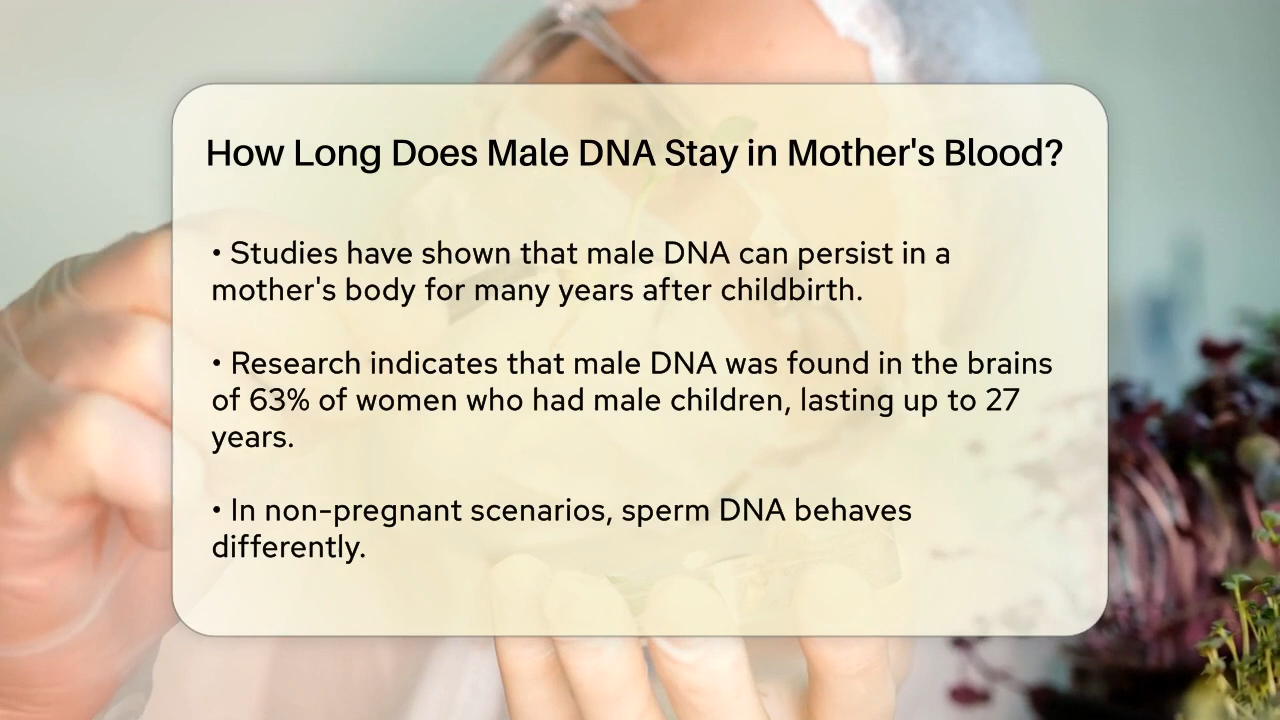 How Long Does Male DNA Stay in Mother's Blood?
• Studies have shown that male DNA can persist in a
mother's body for many years after childbirth.
• Research indicates that male DNA was found in the brains
of 63% of women who had male children, lasting up to 27
years.
• In non-pregnant scenarios, sperm DNA behaves
differently.